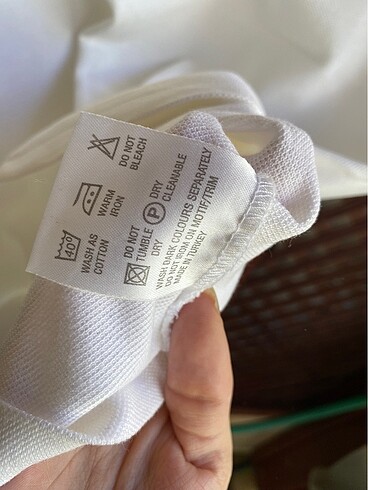 40°
WASH AS
COTTON
WARM
IRON
DO NOT
BLEACH
DO NOT
TUMBLE
DRY
P
DRY
CLEANABLE
WASH DARK COLOURS SEPARATELY
DO NOT IRON ON MOTIF/TRIM
MADE IN TURKEY